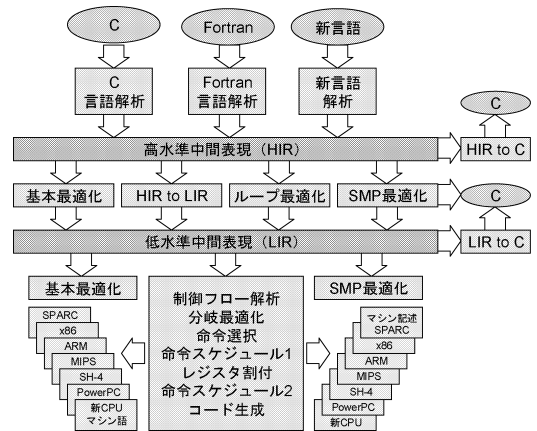 C
Fortran
新言語
C
言語解析
Fortran
言語解析
新言語
解析
C
高水準中間表現（HIR）
HIR to C
基本最適化
HIR to LIR
ループ最適化
SMP最適化
C
低水準中間表現（LIR）
LIR to C
基本最適化
SMP最適化
制御フロー解析
分岐最適化
命令選択
命令スケジュール1
レジスタ割付
命令スケジュール2
コード生成
SPARC
x86
ARM
MIPS
SH-4
PowerPC
新CPU
マシン語
マシン記述
SPARC
x86
ARM
MIPS
SH-4
PowerPC
新CPU